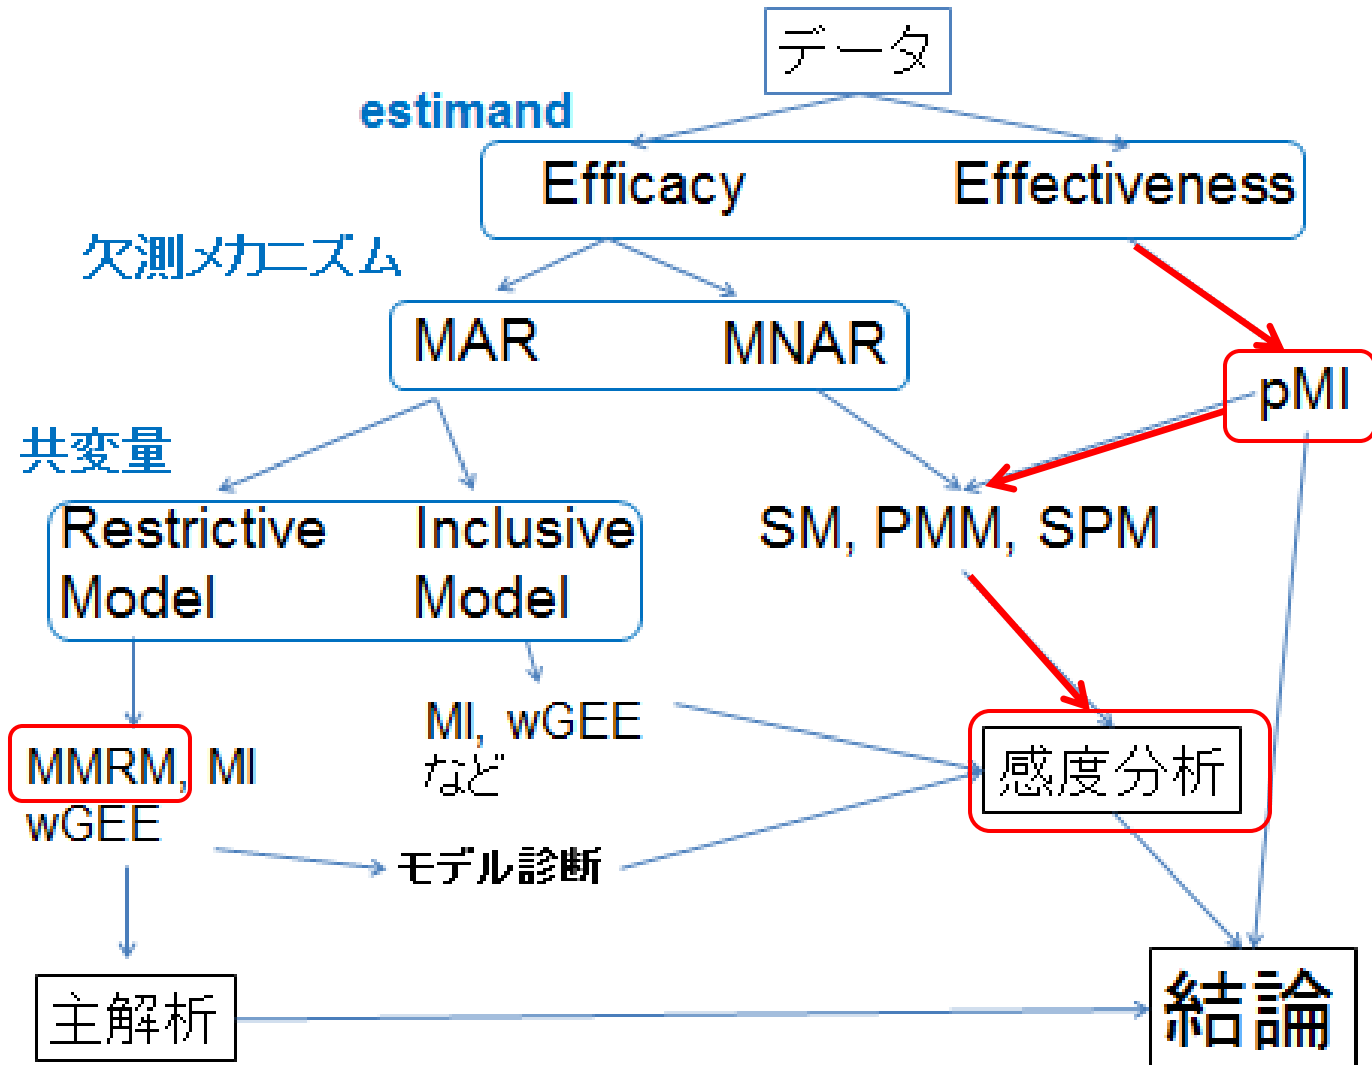 データ
estimand
Efficacy
Effectiveness
欠測メカニズム
MAR
MNAR
pMI
共変量
Restrictive
Model
Inclusive
Model
SM, PMM, SPM
MMRM, MI
wGEE
MI, wGEE
など
感度分析
モデル診断
主解析
結論